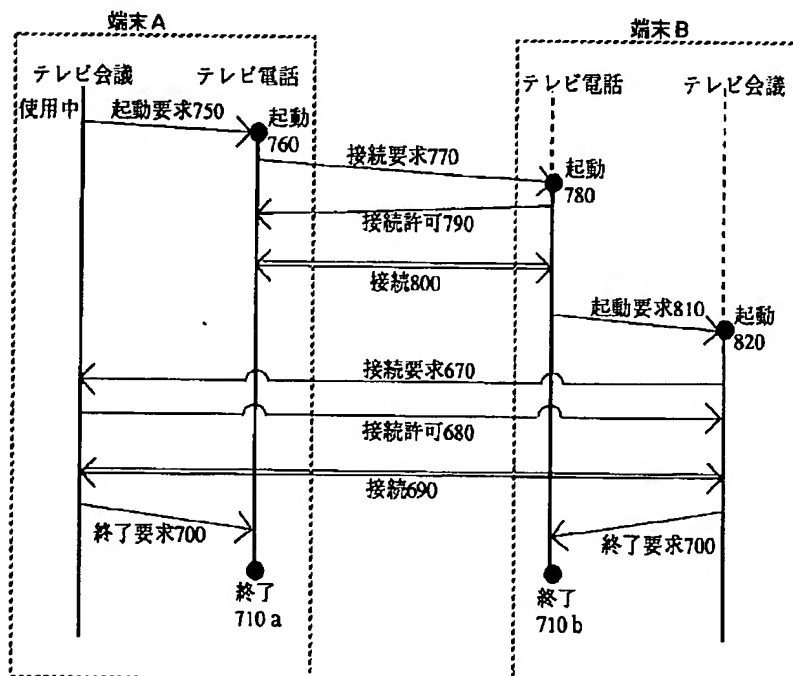 端末A
端末B
テレビ会議
テレビ電話
テレビ電話
テレビ会議
使用中
起動要求750
起動
760
接続要求770
起動
780
接続許可790
接続800
起動要求810
起動
820
接続要求670
接続許可680
接続690
終了要求700
終了要求700
終了
710a
終了
710b